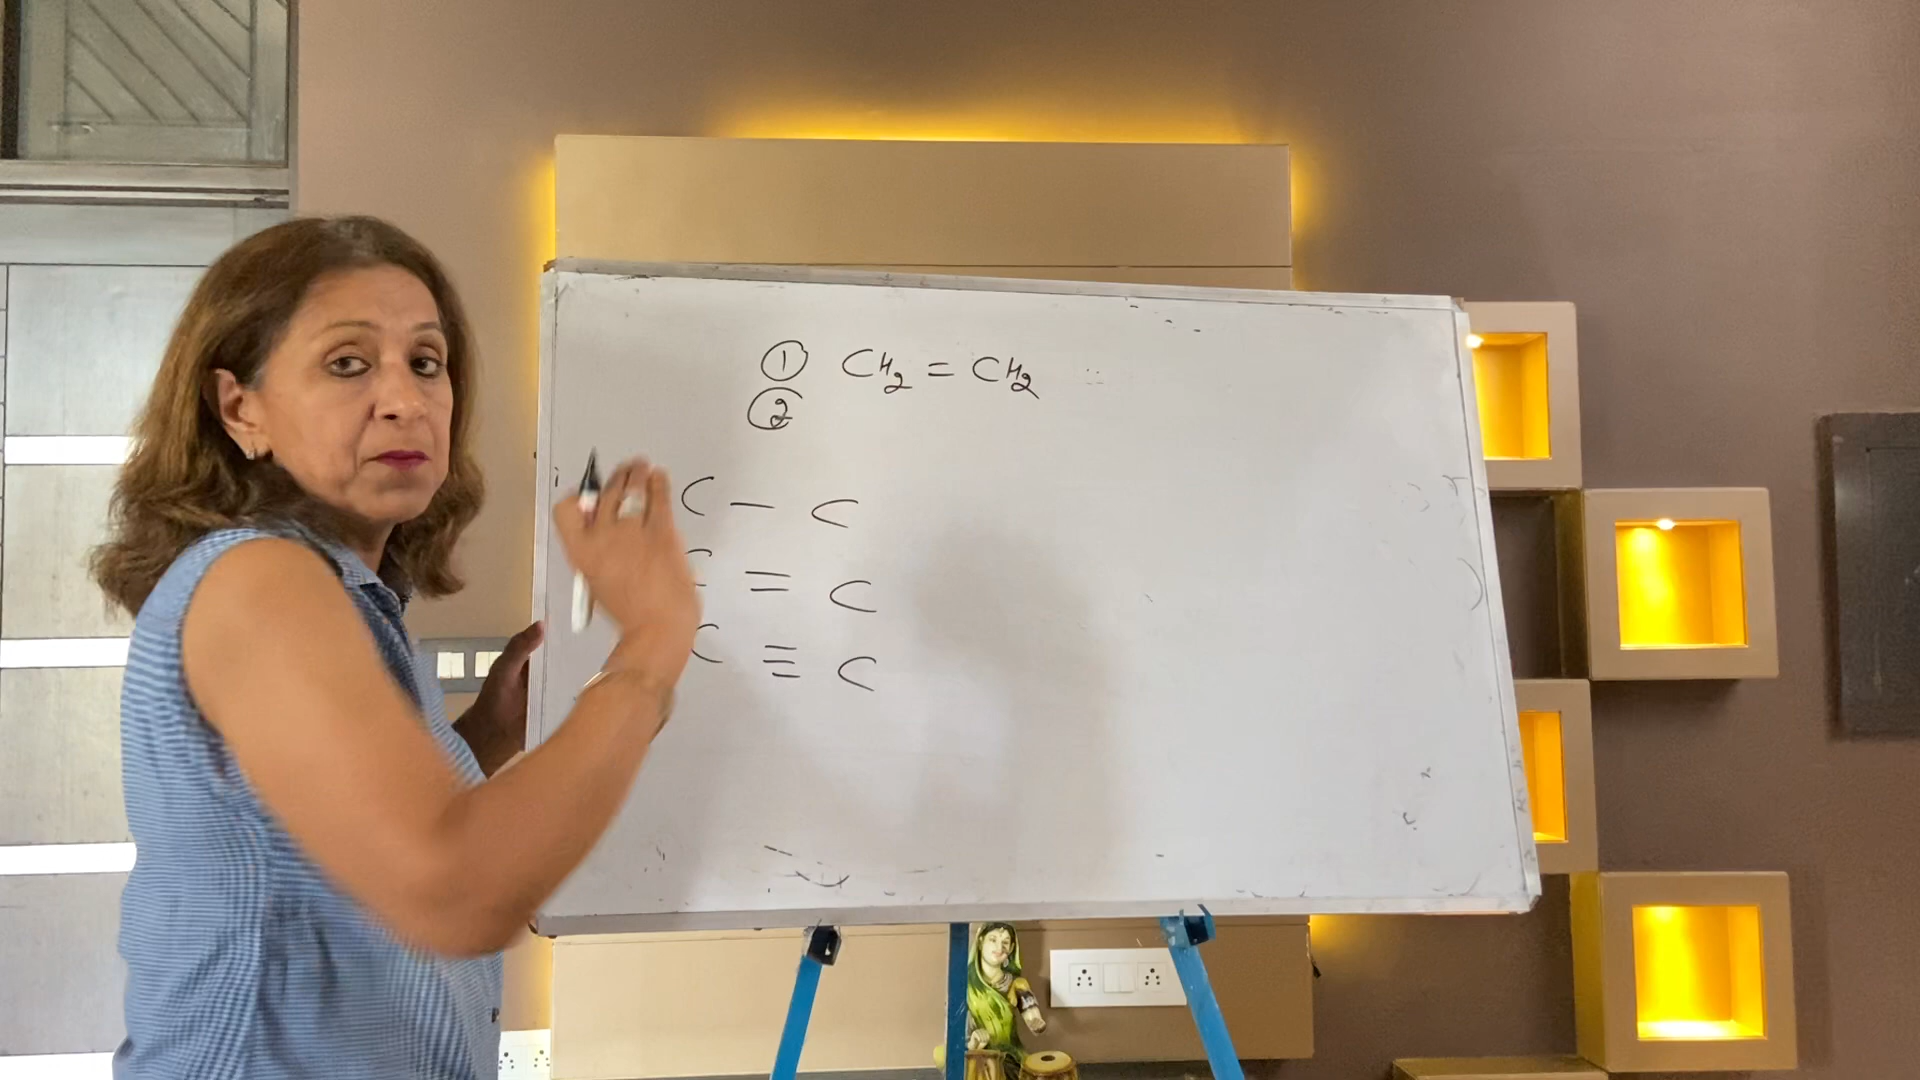 ① CH₂ = CH₂
②
C — C
C = C
C ≡ C